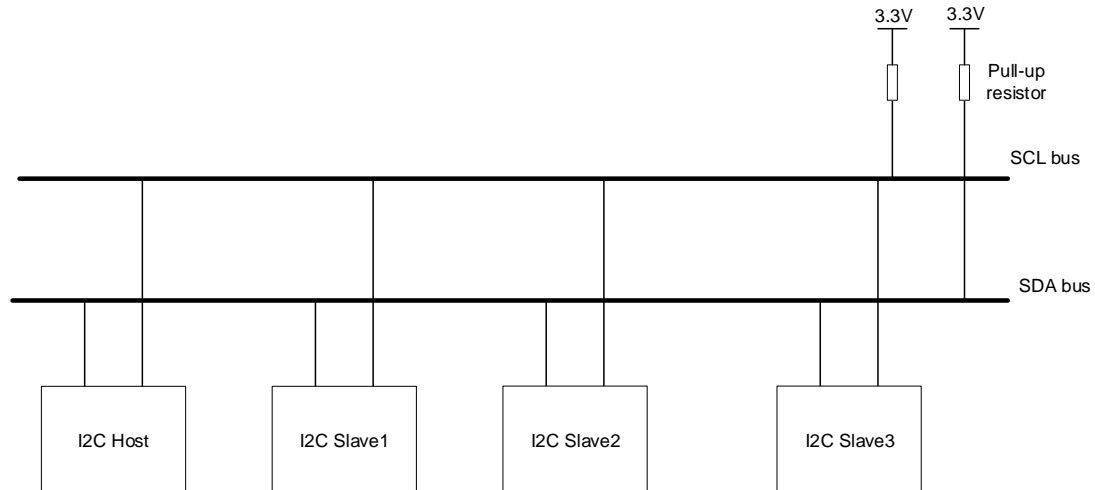 3.3V
3.3V
Pull-up
resistor
SCL bus
SDA bus
I2C Host
I2C Slave1
I2C Slave2
I2C Slave3